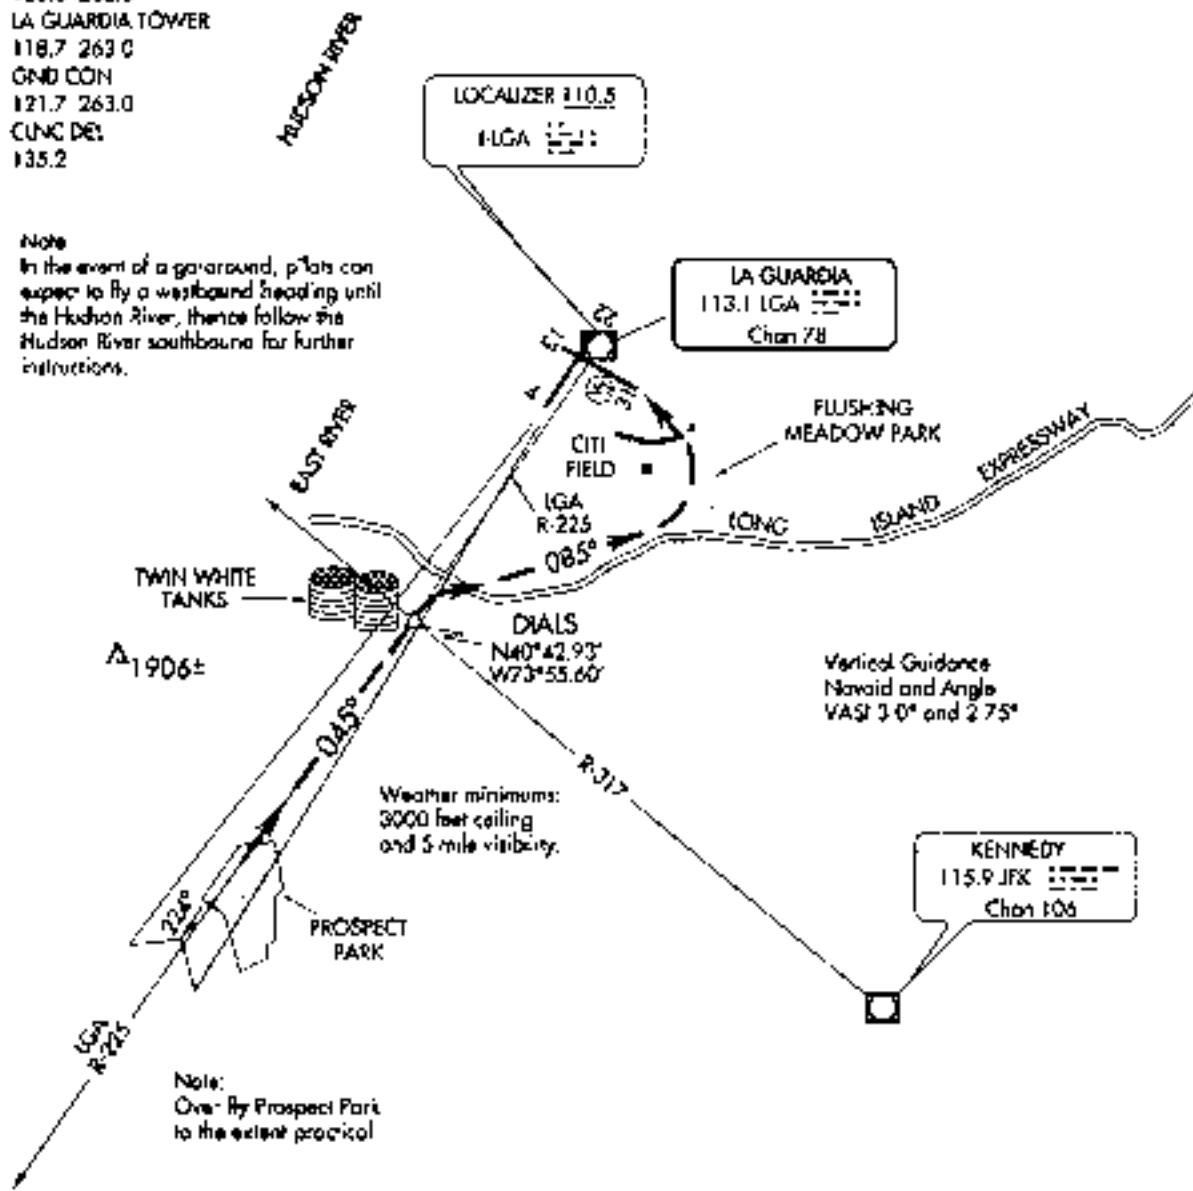 LA GUARDIA TOWER
118.7 263.0
GND CON
121.7 263.0
CLNC DEL
135.2
HUDSON RIVER
LOCALIZER 110.5
I-LGA
Note
In the event of a go-around, pilots can
expect to fly a westbound heading until
the Hudson River, thence follow the
Hudson River southbound for further
instructions.
LA GUARDIA
113.1 LGA
Chan 78
22
13
4
31
EAST RIVER
CITI
FIELD
FLUSHING
MEADOW PARK
LGA
R-225
LONG ISLAND EXPRESSWAY
085°
TWIN WHITE
TANKS
DIALS
N40°42.93'
W73°55.60'
1906±
Vertical Guidance
Navaid and Angle
VASI 3.0° and 2.75°
045°
R-317
Weather minimums:
3000 feet ceiling
and 5 mile visibility.
KENNEDY
115.9 JFK
Chan 106
224°
PROSPECT
PARK
LGA
R-225
Note:
Over fly Prospect Park
to the extent practical